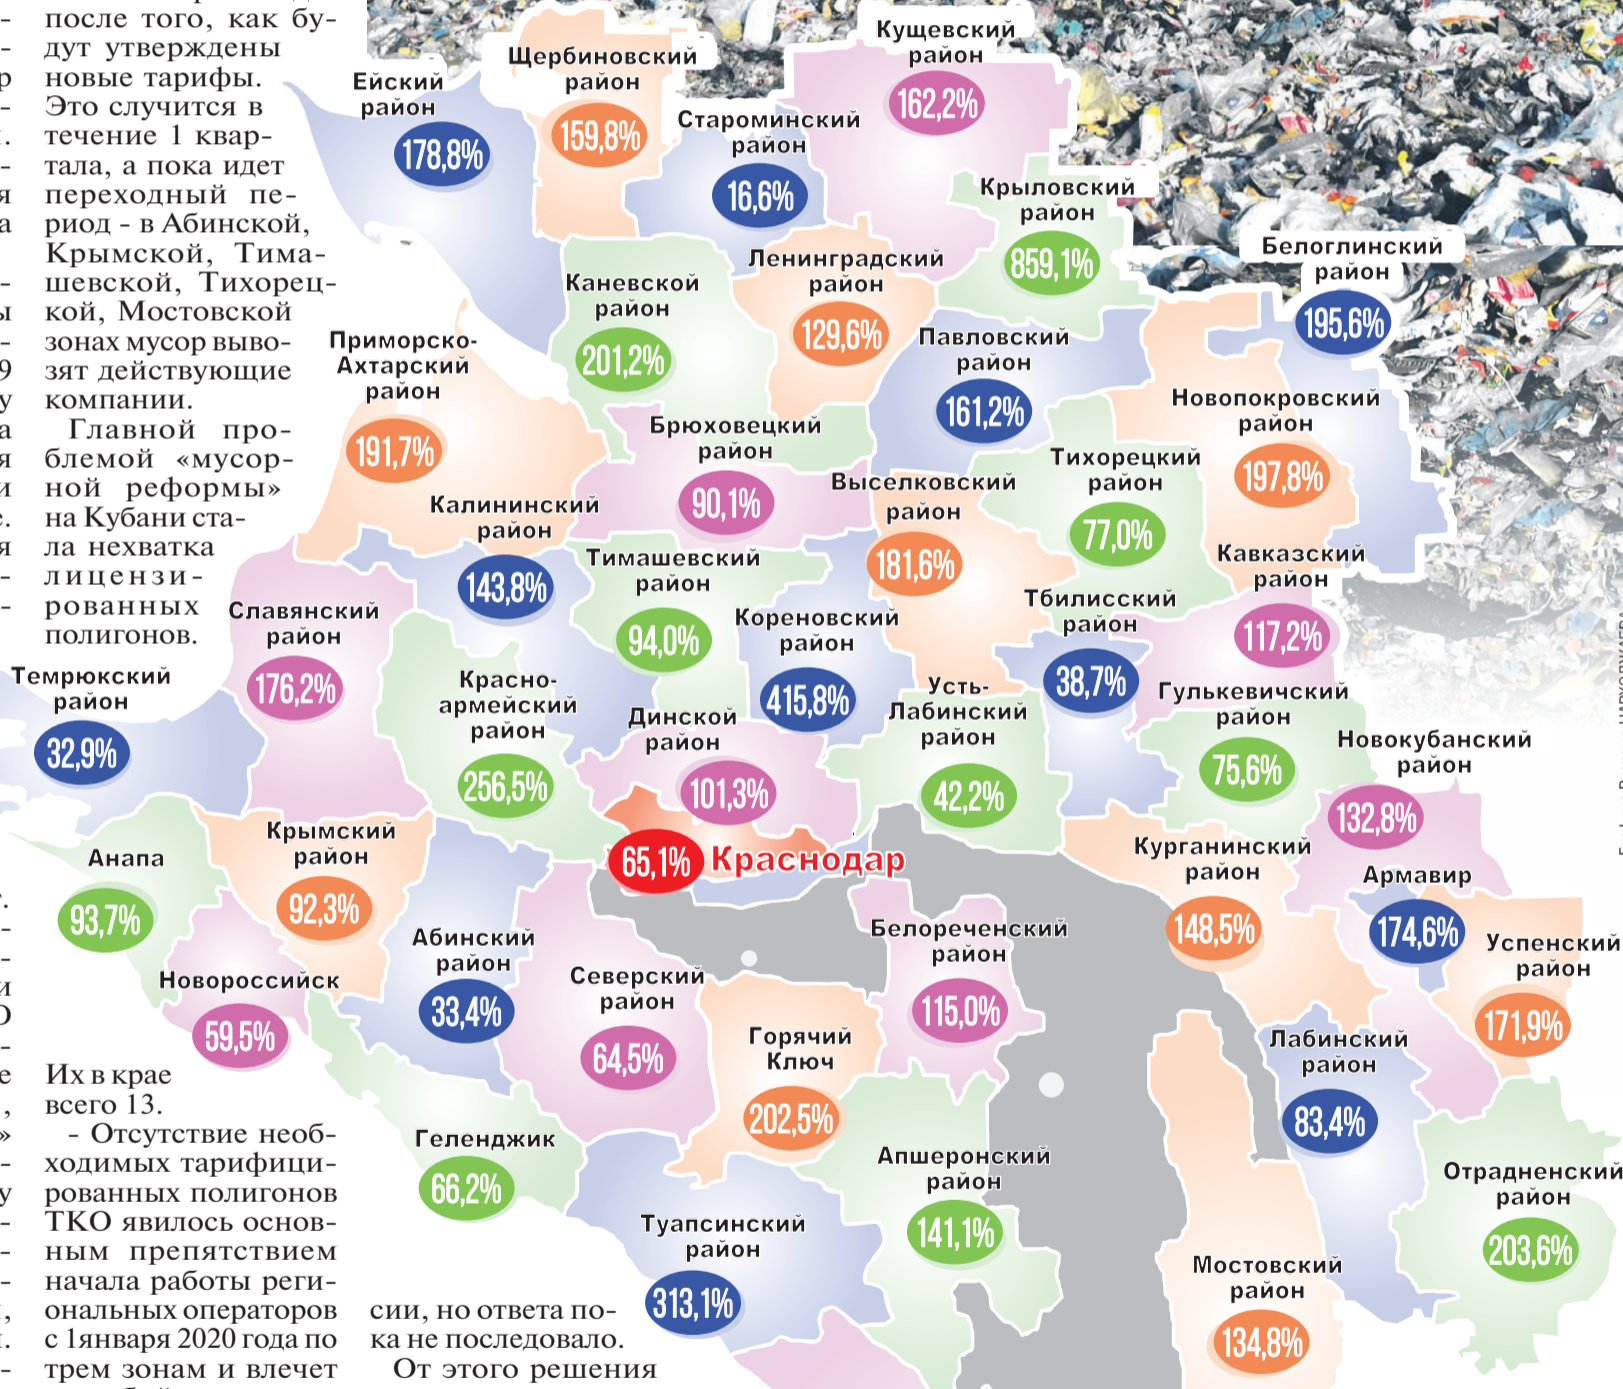 после того, как бу-
дут утверждены
новые тарифы.
Это случится в
течение 1 квар-
тала, а пока идет
переходный пе-
риод - в Абинской,
Крымской, Тима-
шевской, Тихорец-
кой, Мостовской
зонах мусор выво-
зят действующие
компании.
Главной про-
блемой «мусор-
ной реформы»
на Кубани ста-
ла нехватка
лицензи-
рованных
полигонов.
Их в крае
всего 13.
- Отсутствие необ-
ходимых тарифици-
рованных полигонов
ТКО явилось основ-
ным препятствием
начала работы реги-
ональных операторов
с 1января 2020 года по
трем зонам и влечет
сии, но ответа по-
ка не последовало.
От этого решения
Ейский
район
178,8%
Щербиновский
район
159,8%
Староминский
район
16,6%
Кущевский
район
162,2%
Крыловский
район
859,1%
Белоглинский
район
195,6%
Каневской
район
201,2%
Ленинградский
район
129,6%
Павловский
район
161,2%
Приморско-
Ахтарский
район
191,7%
Новопокровский
район
197,8%
Брюховецкий
район
90,1%
Тихорецкий
район
77,0%
Выселковский
район
181,6%
Калининский
район
143,8%
Тимашевский
район
94,0%
Кавказский
район
117,2%
Славянский
район
176,2%
Кореновский
район
415,8%
Тбилисский
район
38,7%
Темрюкский
район
32,9%
Красно-
армейский
район
256,5%
Динской
район
101,3%
Усть-
Лабинский
район
42,2%
Гулькевичский
район
75,6%
Новокубанский
район
132,8%
Анапа
93,7%
Крымский
район
92,3%
65,1% Краснодар
Курганинский
район
148,5%
Армавир
174,6%
Успенский
район
171,9%
Новороссийск
59,5%
Абинский
район
33,4%
Северский
район
64,5%
Белореченский
район
115,0%
Горячий
Ключ
202,5%
Лабинский
район
83,4%
Геленджик
66,2%
Апшеронский
район
141,1%
Отрадненский
район
203,6%
Туапсинский
район
313,1%
Мостовский
район
134,8%